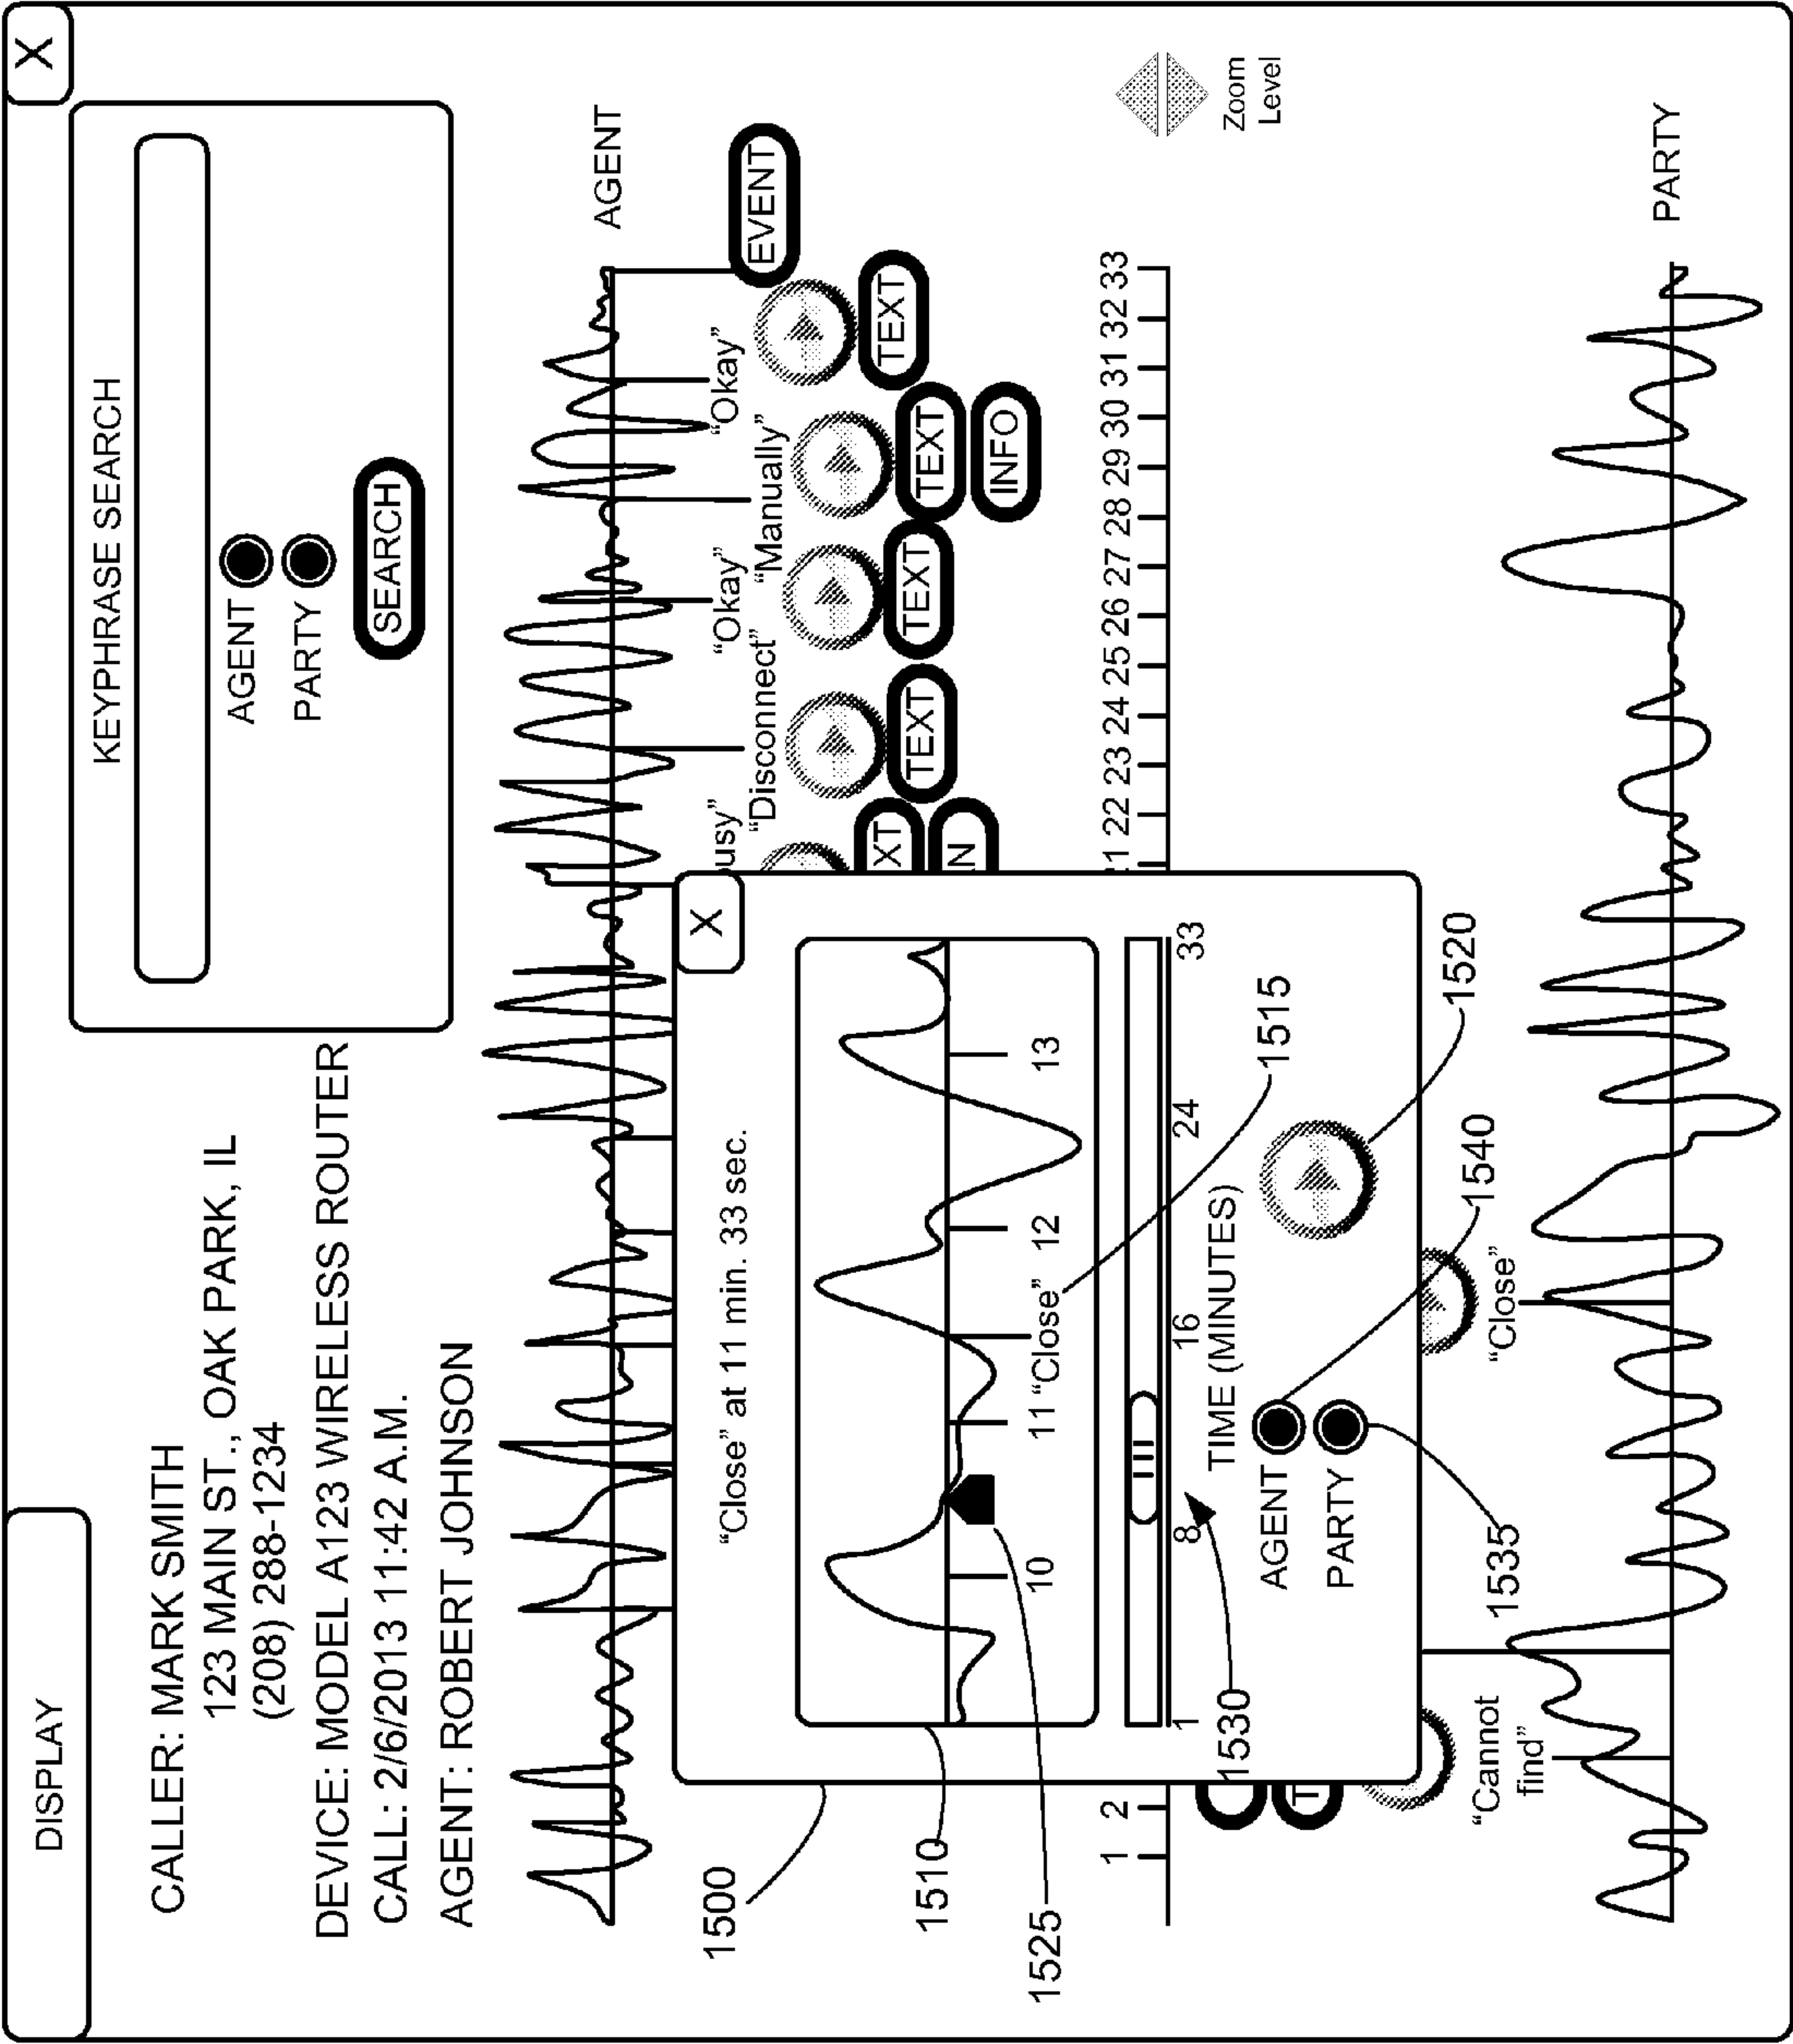 DISPLAY
X
CALLER: MARK SMITH
123 MAIN ST., OAK PARK, IL
(208) 288-1234
DEVICE: MODEL A123 WIRELESS ROUTER
CALL: 2/6/2013 11:42 A.M.
AGENT: ROBERT JOHNSON
KEYPHRASE SEARCH
AGENT
PARTY
SEARCH
AGENT
EVENT
"Okay"
TEXT
"Manually"
TEXT
INFO
"Okay"
TEXT
"Disconnect"
TEXT
usy"
XT
N
1 2
22 23 24 25 26 27 28 29 30 31 32 33
Zoom
Level
1500
X
"Close" at 11 min. 33 sec.
1510
10 11 "Close" 12 13
1525
1515
1 8 16 24 33
1530
TIME (MINUTES)
AGENT
PARTY
1520
1540
1535
T
"Cannot
find"
"Close"
PARTY